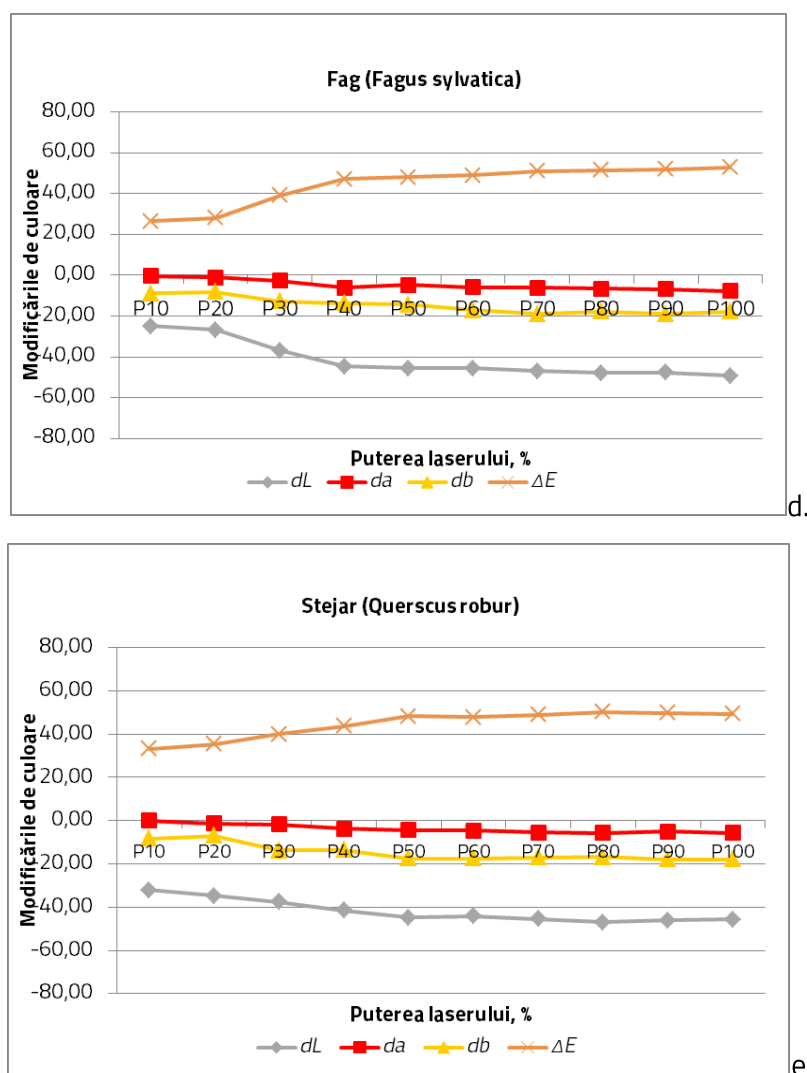 Fag (Fagus sylvatica)
Modificările de culoare
80,00
60,00
40,00
20,00
0,00
-20,00
-40,00
-60,00
-80,00
P10 P20 P30 P40 P50 P60 P70 P80 P90 P100
Puterea laserului, %
dL da db ΔE
d.
Stejar (Querscus robur)
Modificările de culoare
80,00
60,00
40,00
20,00
0,00
-20,00
-40,00
-60,00
-80,00
P10 P20 P30 P40 P50 P60 P70 P80 P90 P100
Puterea laserului, %
dL da db ΔE
e